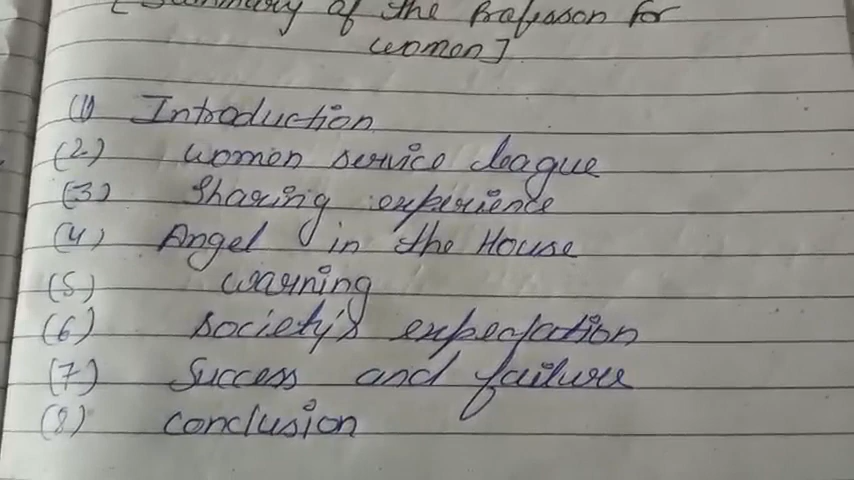 [Summary of the Profession for
women]
(1) Introduction
(2) women service league
(3) Sharing experience
(4) Angel in the House
(5) warning
(6) society's expectation
(7) Success and failure
(8) conclusion